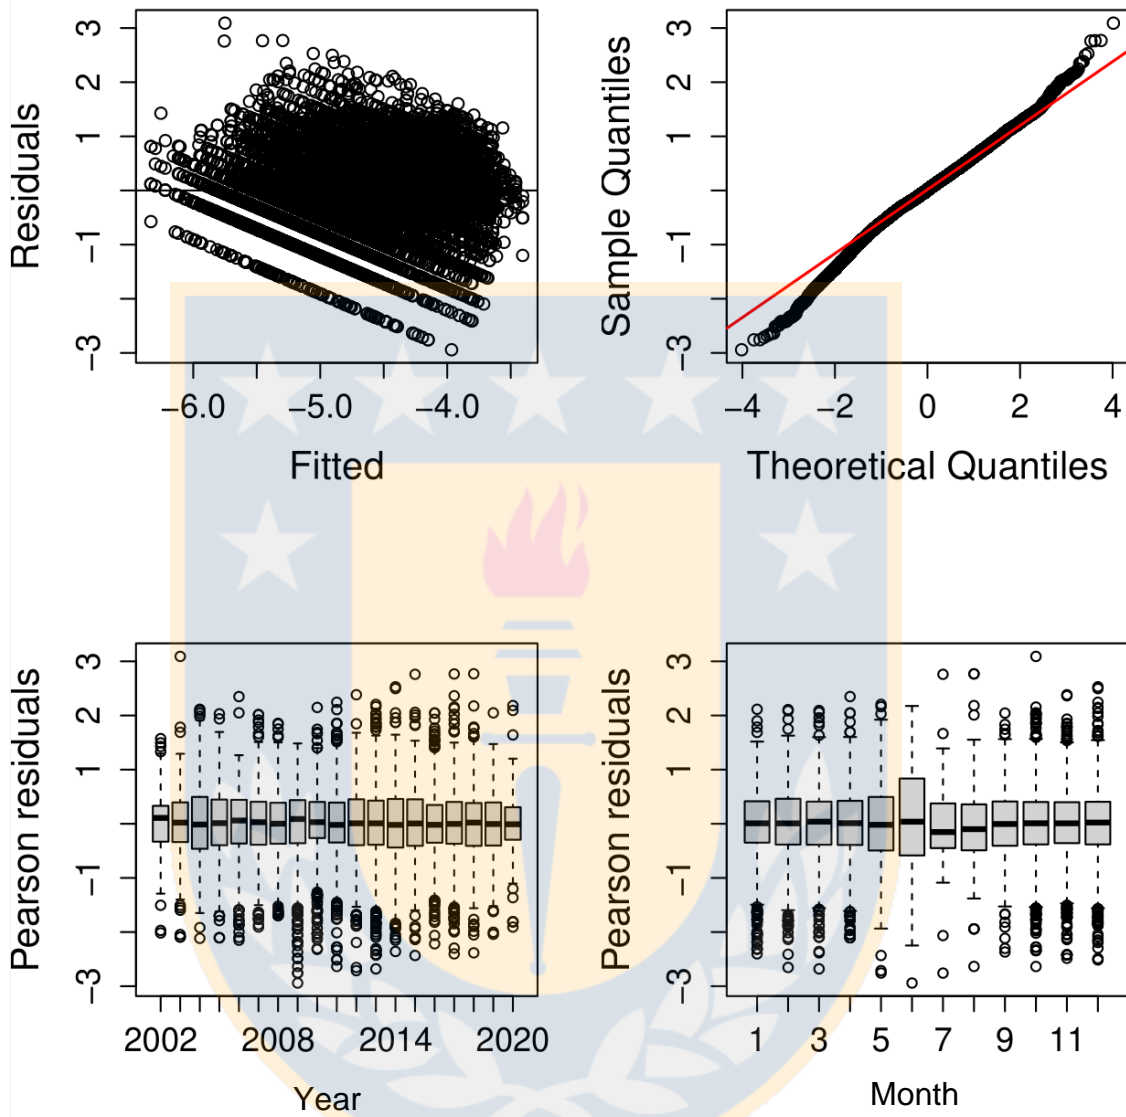 Residuals
3
2
1
−1
−3
−6.0 −5.0 −4.0
Fitted
Sample Quantiles
3
2
1
−1
−3
−4 −2 0 2 4
Theoretical Quantiles
Pearson residuals
3
2
1
−1
−3
2002 2008 2014 2020
Year
Pearson residuals
3
2
1
−1
−3
1 3 5 7 9 11
Month